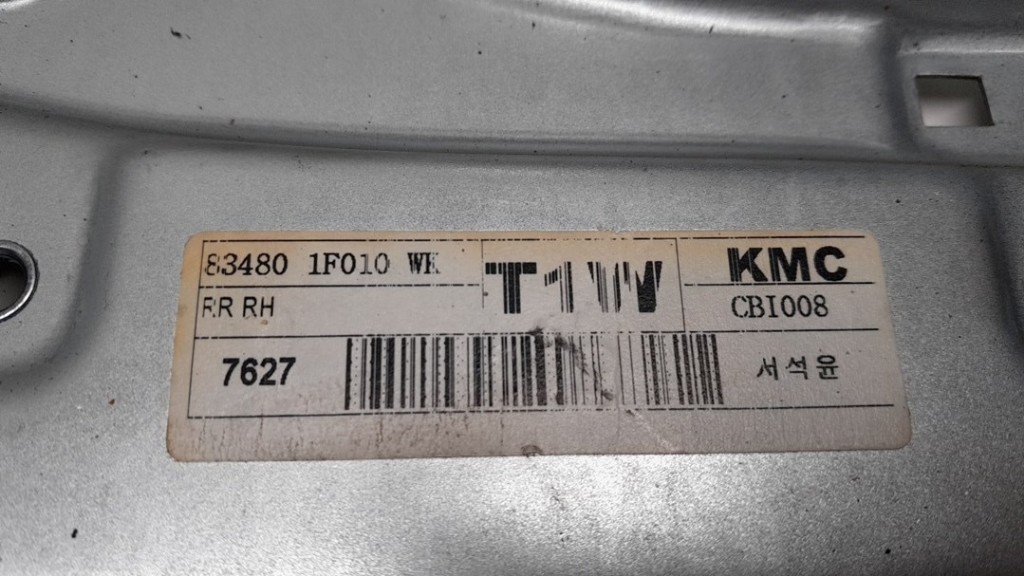 83480 1F010 WK
T1W
KMC
CBI008
RR RH
7627
서석윤